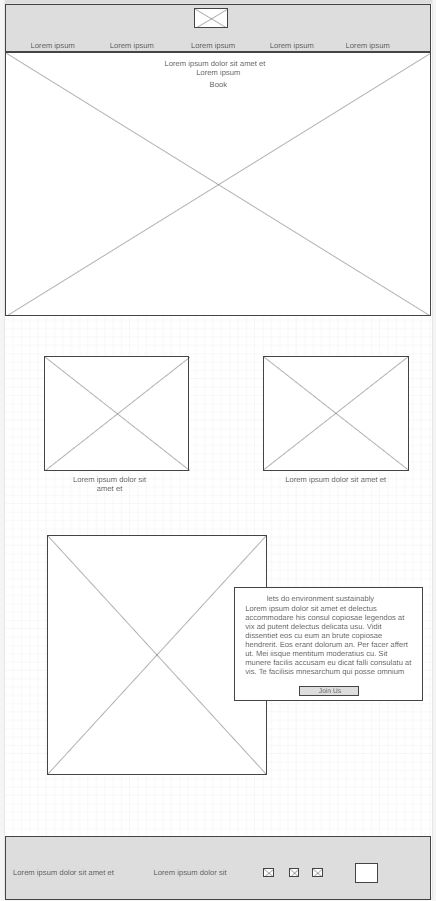 Lorem ipsum
Lorem ipsum
Lorem ipsum
Lorem ipsum
Lorem ipsum
Lorem ipsum dolor sit amet et
Lorem ipsum
Book
Lorem ipsum dolor sit
amet et
Lorem ipsum dolor sit amet et
lets do environment sustainably
Lorem ipsum dolor sit amet et delectus
accommodare his consul copiosae legendos at
vix ad putent delectus delicata usu. Vidit
dissentiet eos cu eum an brute copiosae
hendrerit. Eos erant dolorum an. Per facer affert
ut. Mei iisque mentitum moderatius cu. Sit
munere facilis accusam eu dicat falli consulatu at
vis. Te facilisis mnesarchum qui posse omnium
Join Us
Lorem ipsum dolor sit amet et
Lorem ipsum dolor sit